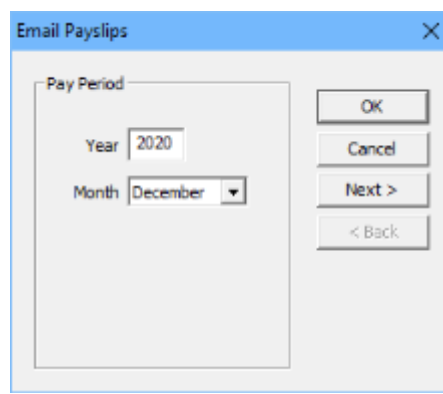 Email Payslips
Pay Period
Year 2020
Month December
OK
Cancel
Next >
< Back